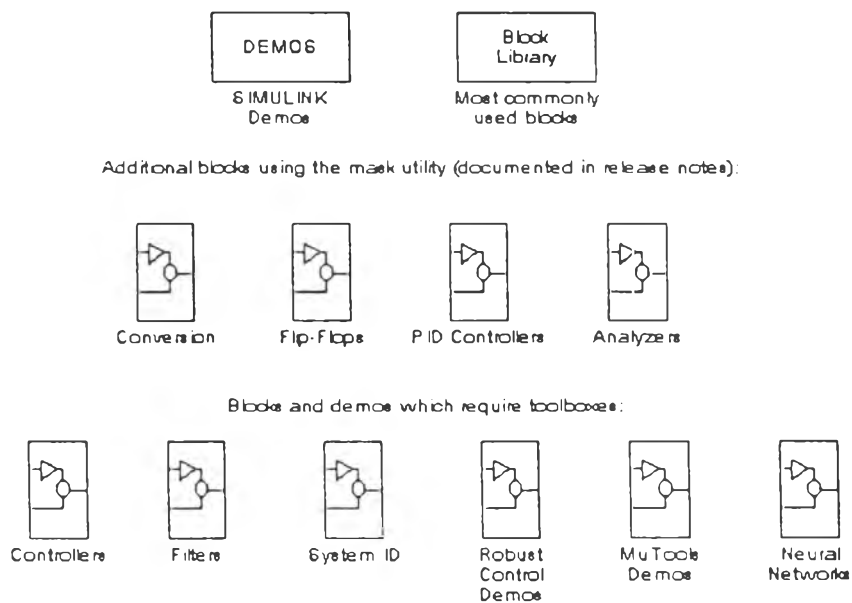 DEMOS
Block
Library
SIMULINK
Demos
Most commonly
used blocks
Additional blocks using the mask utility (documented in release notes):
Conversion
Flip-Flops
PID Controllers
Analyzers
Blocks and demos which require toolboxes:
Controllers
Filters
System ID
Robust
Control
Demos
MuTools
Demos
Neural
Networks